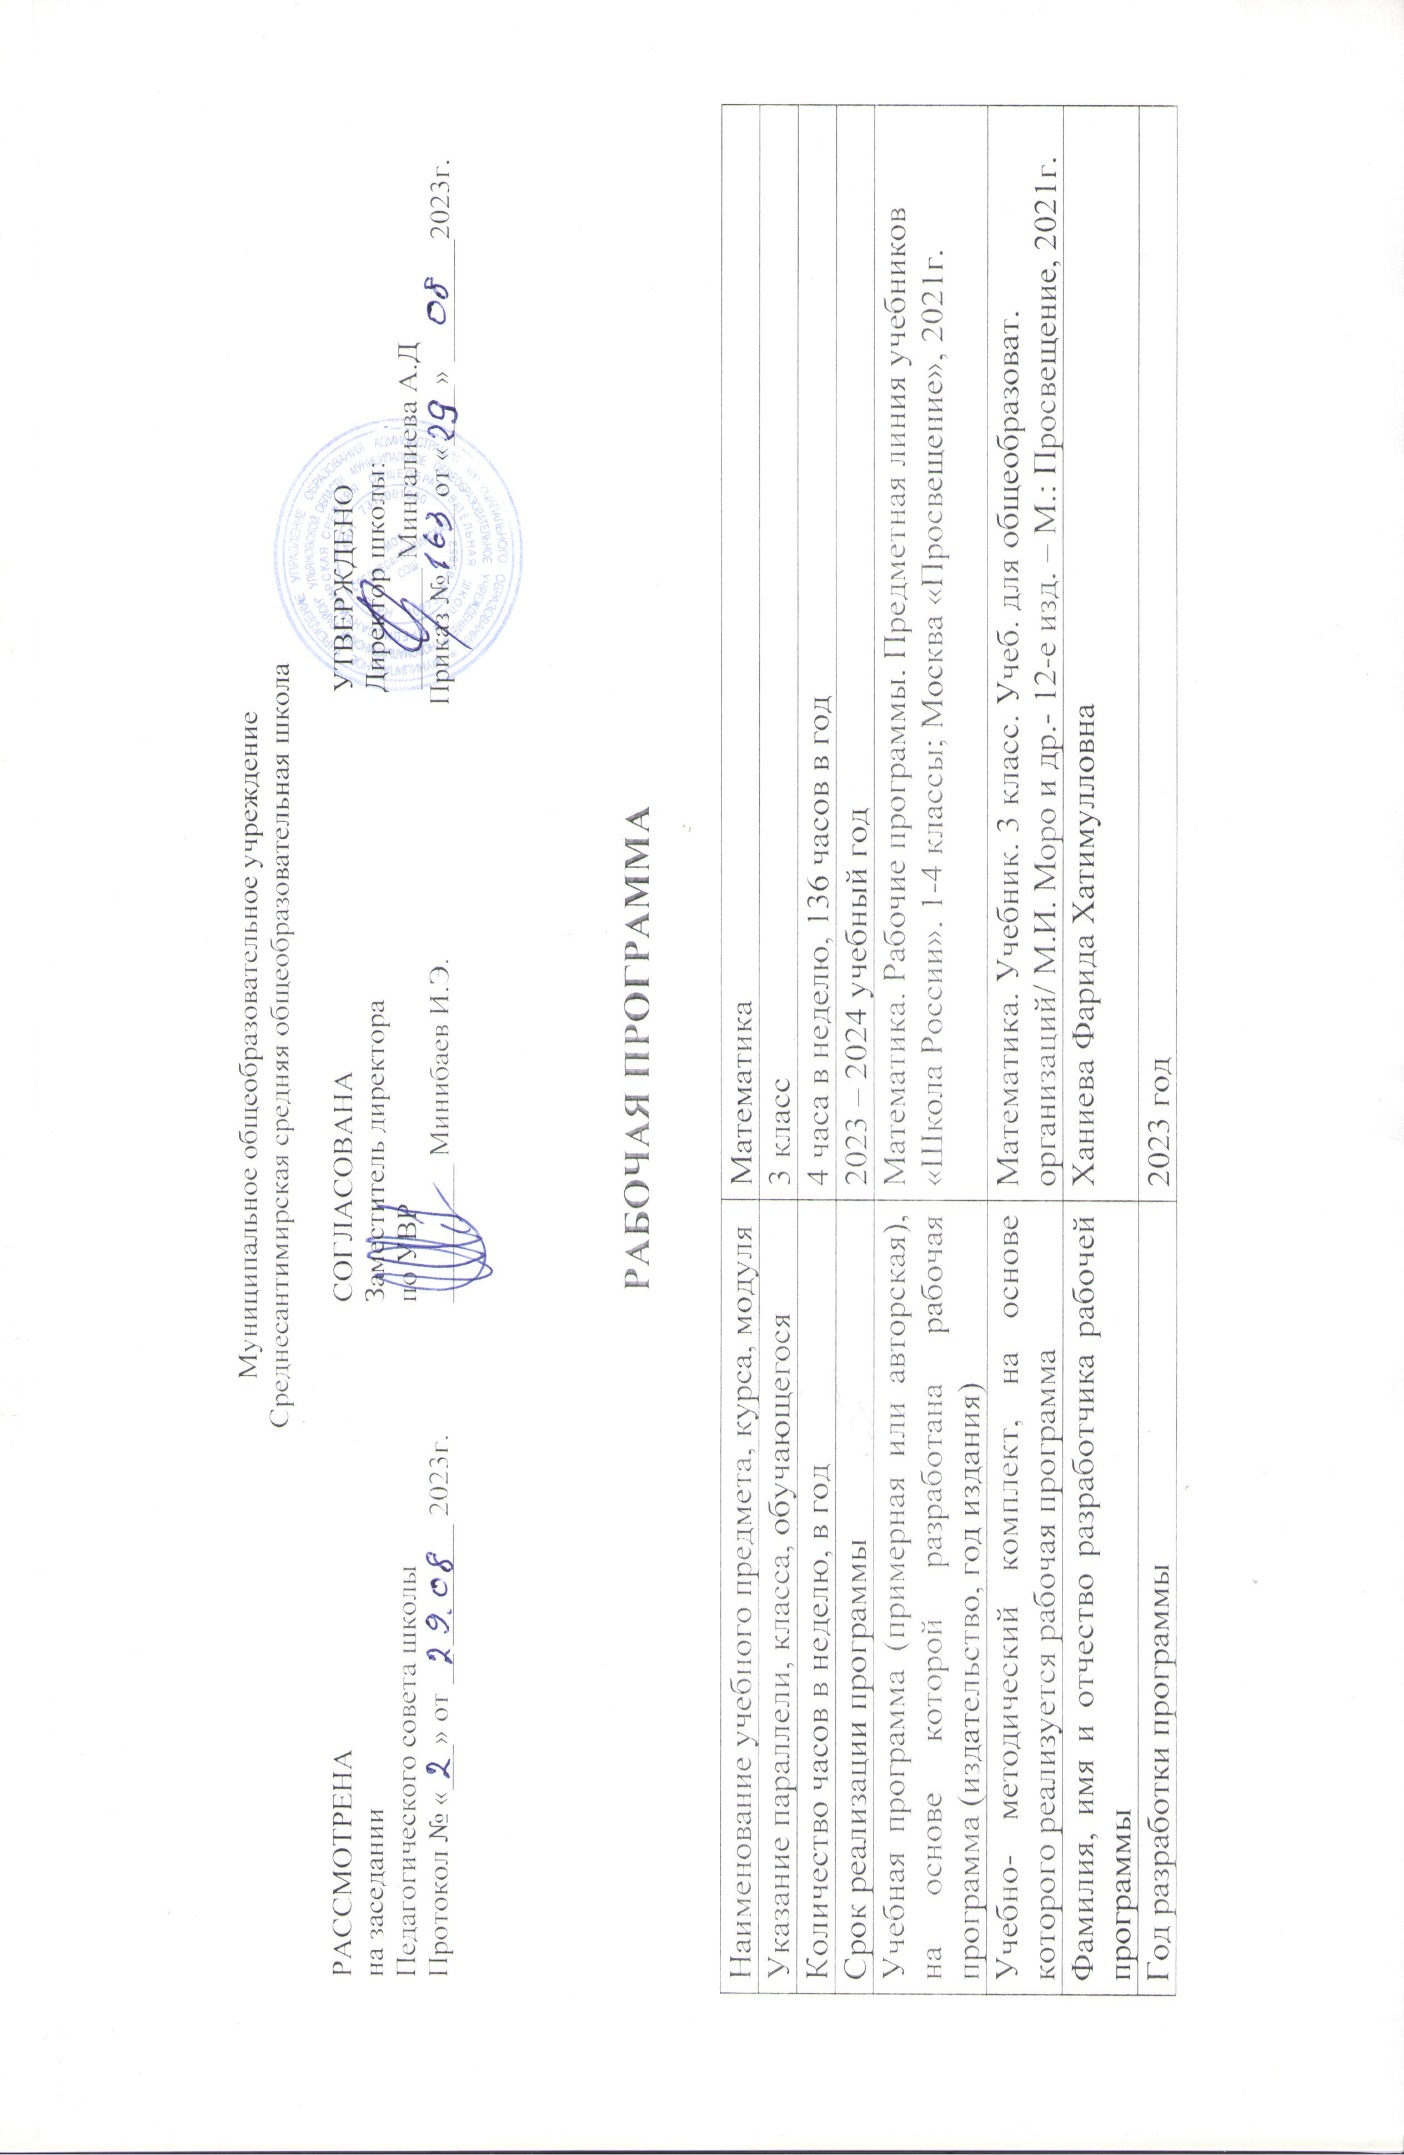 Муниципальное общеобразовательное учреждение
Среднесантимирская средняя общеобразовательная школа
РАССМОТРЕНА
на заседании
Педагогического совета школы
Протокол № « 2 » от 29.08 2023г.
СОГЛАСОВАНА
Заместитель директора
по УВР
Минибаев И.Э.
УТВЕРЖДЕНО
Директор школы:
Мингалиева А.Д
Приказ № 163 от « 29 » 08 2023г.
РАБОЧАЯ ПРОГРАММА
Наименование учебного предмета, курса, модуля
Математика
Указание параллели, класса, обучающегося
3 класс
Количество часов в неделю, в год
4 часа в неделю, 136 часов в год
Срок реализации программы
2023 – 2024 учебный год
Учебная программа (примерная или авторская),
на основе которой разработана рабочая
программа (издательство, год издания)
Математика. Рабочие программы. Предметная линия учебников
«Школа России». 1-4 классы; Москва «Просвещение», 2021г.
Учебно- методический комплект, на основе
которого реализуется рабочая программа
Математика. Учебник. 3 класс. Учеб. для общеобразоват.
организаций/ М.И. Моро и др.- 12-е изд. – М.: Просвещение, 2021г.
Фамилия, имя и отчество разработчика рабочей
программы
Ханиева Фарида Хатимулловна
Год разработки программы
2023 год